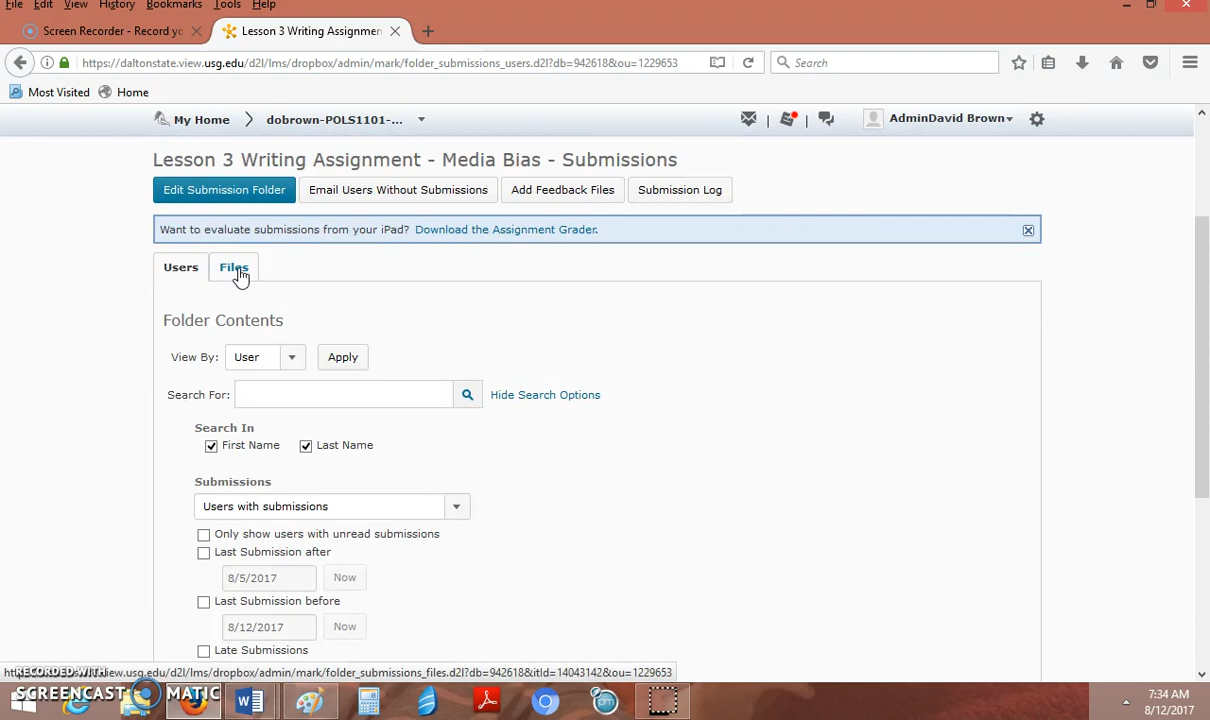 File Edit View History Bookmarks Tools Help
Screen Recorder - Record yo
Lesson 3 Writing Assignmen
https://daltonstate.view.usg.edu/d2l/lms/dropbox/admin/mark/folder_submissions_users.d2l?db=942618&ou=1229653
Search
Most Visited Home
My Home dobrown-POLS1101-... AdminDavid Brown
Lesson 3 Writing Assignment - Media Bias - Submissions
Edit Submission Folder Email Users Without Submissions Add Feedback Files Submission Log
Want to evaluate submissions from your iPad? Download the Assignment Grader.
Users Files
Folder Contents
View By: User Apply
Search For: Hide Search Options
Search In
First Name Last Name
Submissions
Users with submissions
Only show users with unread submissions
Last Submission after
8/5/2017 Now
Last Submission before
8/12/2017 Now
Late Submissions
view.usg.edu/d2l/lms/dropbox/admin/mark/folder_submissions_files.d2l?db=942618&itId=14043142&ou=1229653
RECORDED WITH
SCREENCAST MATIC
7:34 AM
8/12/2017